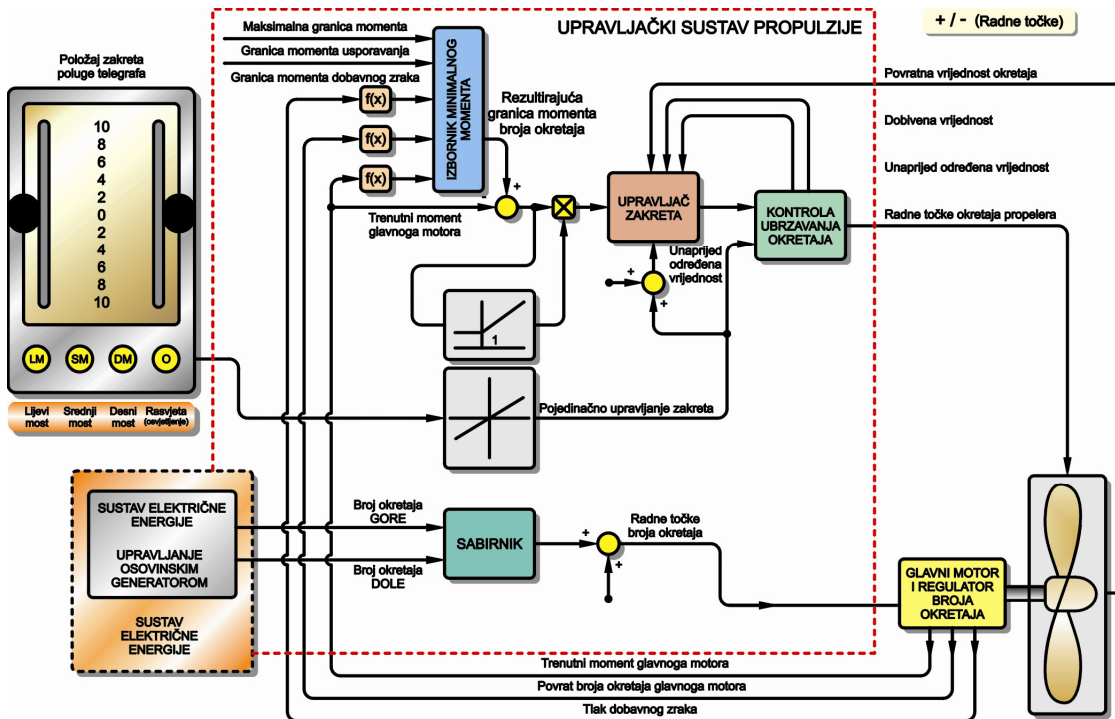 UPRAVLJAČKI SUSTAV PROPULZIJE
+ / - (Radne točke)
Položaj zakreta
poluge telegrafa
10
8
6
4
2
0
2
4
6
8
10
LM
SM
DM
O
Lijevi
most
Srednji
most
Desni
most
Rasvjeta
(osvjetljenje)
Maksimalna granica momenta
Granica momenta usporavanja
Granica momenta dobavnog zraka
f(x)
f(x)
f(x)
IZBORNIK MINIMALNOG
MOMENTA
Rezultirajuća
granica momenta
broja okretaja
+
-
Trenutni moment
glavnoga motora
UPRAVLJAČ
ZAKRETA
KONTROLA
UBRZAVANJA
OKRETAJA
Povratna vrijednost okretaja
Dobivena vrijednost
Unaprijed određena vrijednost
Radne točke okretaja propelera
Unaprijed
određena
vrijednost
+
+
1
Pojedinačno upravljanje zakreta
SUSTAV ELEKTRIČNE
ENERGIJE
UPRAVLJANJE
OSOVINSKIM
GENERATOROM
SUSTAV
ELEKTRIČNE
ENERGIJE
Broj okretaja
GORE
Broj okretaja
DOLE
SABIRNIK
+
+
Radne točke
broja okretaja
GLAVNI MOTOR
I REGULATOR
BROJA
OKRETAJA
Trenutni moment glavnoga motora
Povrat broja okretaja glavnoga motora
Tlak dobavnog zraka